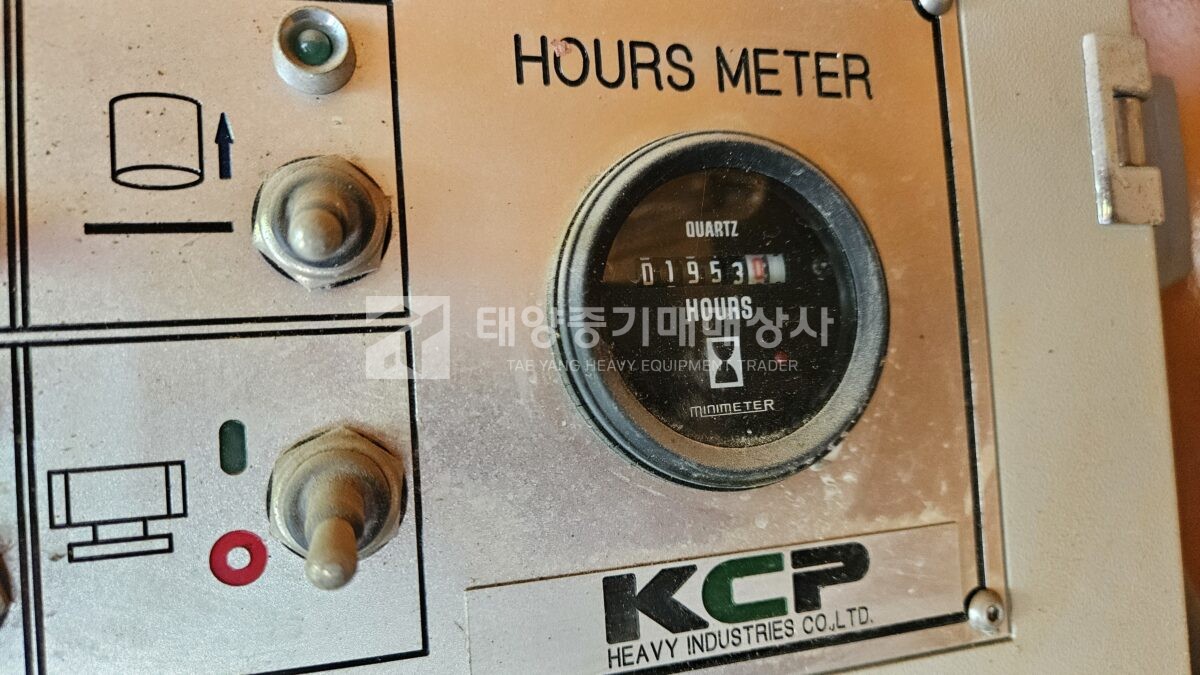 HOURS METER
QUARTZ
019530
HOURS
태양중기매매상사
TAE YANG HEAVY EQUIPMENT TRADER
MINIMETER
KCP
HEAVY INDUSTRIES CO.,LTD.